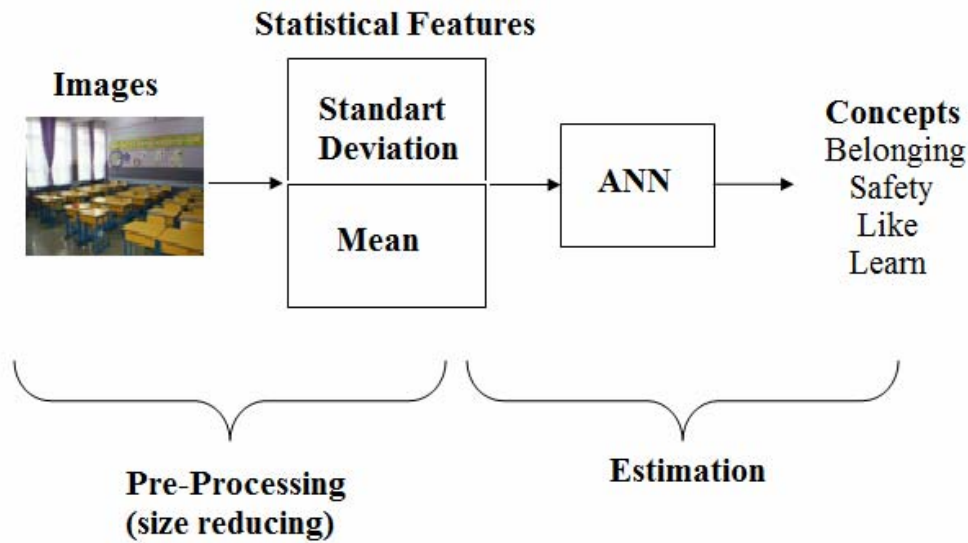 Statistical Features
Images
Standart
Deviation
Mean
ANN
Concepts
Belonging
Safety
Like
Learn
Pre-Processing
(size reducing)
Estimation